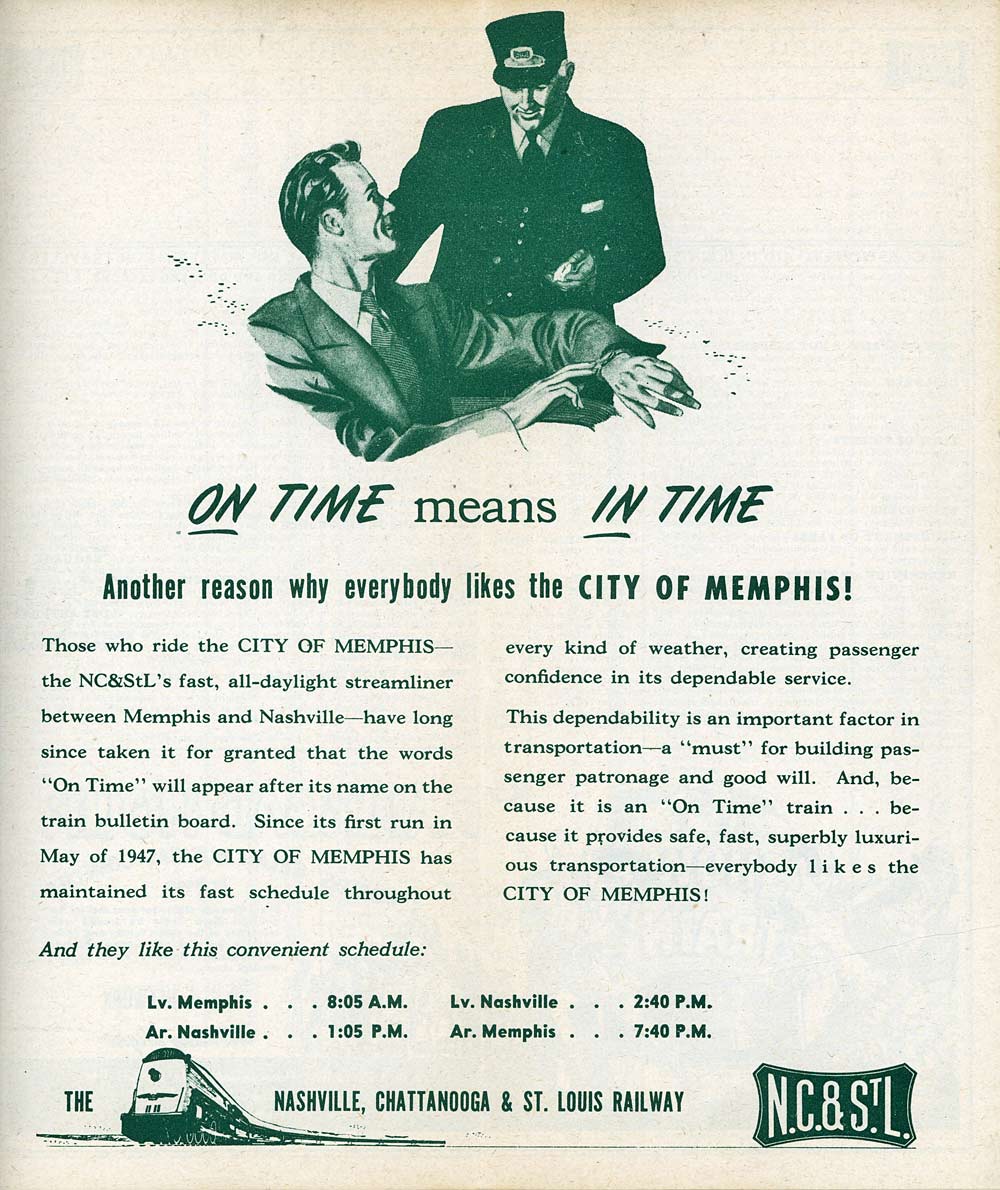 ON TIME means IN TIME
Another reason why everybody likes the CITY OF MEMPHIS!
Those who ride the CITY OF MEMPHIS—
the NC&StL's fast, all-daylight streamliner
between Memphis and Nashville—have long
since taken it for granted that the words
"On Time" will appear after its name on the
train bulletin board. Since its first run in
May of 1947, the CITY OF MEMPHIS has
maintained its fast schedule throughout
every kind of weather, creating passenger
confidence in its dependable service.
This dependability is an important factor in
transportation—a "must" for building pas-
senger patronage and good will. And, be-
cause it is an "On Time" train . . . be-
cause it provides safe, fast, superbly luxuri-
ous transportation—everybody likes the
CITY OF MEMPHIS!
And they like this convenient schedule:
Lv. Memphis . . . 8:05 A.M. Lv. Nashville . . . 2:40 P.M.
Ar. Nashville . . . 1:05 P.M. Ar. Memphis . . . 7:40 P.M.
THE NASHVILLE, CHATTANOOGA & ST. LOUIS RAILWAY
N.C.& ST.L.